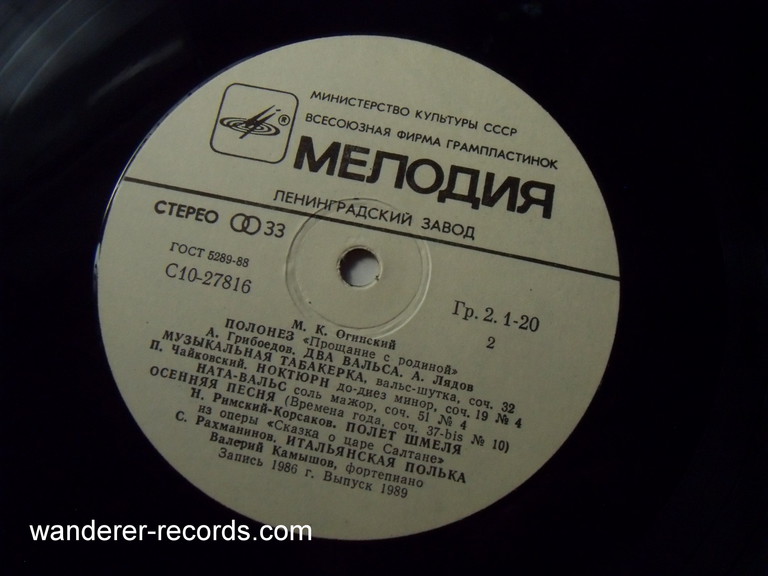 МИНИСТЕРСТВО КУЛЬТУРЫ СССР
ВСЕСОЮЗНАЯ ФИРМА ГРАМПЛАСТИНОК
®
МЕЛОДИЯ
ЛЕНИНГРАДСКИЙ ЗАВОД
СТЕРЕО 33
ГОСТ 5289-88
С10-27816
Гр. 2. 1-20
2
М. К. Огинский
ПОЛОНЕЗ «Прощание с родиной»
А. Грибоедов. ДВА ВАЛЬСА. А. Лядов
МУЗЫКАЛЬНАЯ ТАБАКЕРКА, вальс-шутка, соч. 32
П. Чайковский. НОКТЮРН до-диез минор, соч. 19 № 4
НАТА-ВАЛЬС соль мажор, соч. 51 № 4
ОСЕННЯЯ ПЕСНЯ (Времена года, соч. 37-bis № 10)
Н. Римский-Корсаков. ПОЛЕТ ШМЕЛЯ
из оперы «Сказка о царе Салтане»
С. Рахманинов. ИТАЛЬЯНСКАЯ ПОЛЬКА
Валерий Камышов, фортепиано
Запись 1986 г. Выпуск 1989
wanderer-records.com